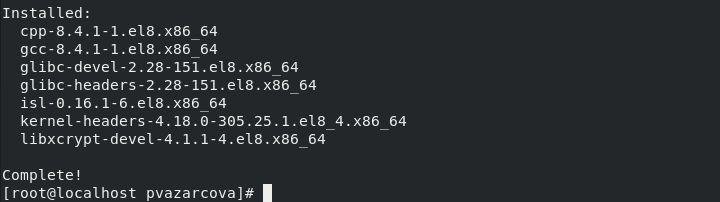 Installed:
cpp-8.4.1-1.el8.x86_64
gcc-8.4.1-1.el8.x86_64
glibc-devel-2.28-151.el8.x86_64
glibc-headers-2.28-151.el8.x86_64
isl-0.16.1-6.el8.x86_64
kernel-headers-4.18.0-305.25.1.el8_4.x86_64
libxcrypt-devel-4.1.1-4.el8.x86_64
Complete!
[root@localhost pvazarcova]#